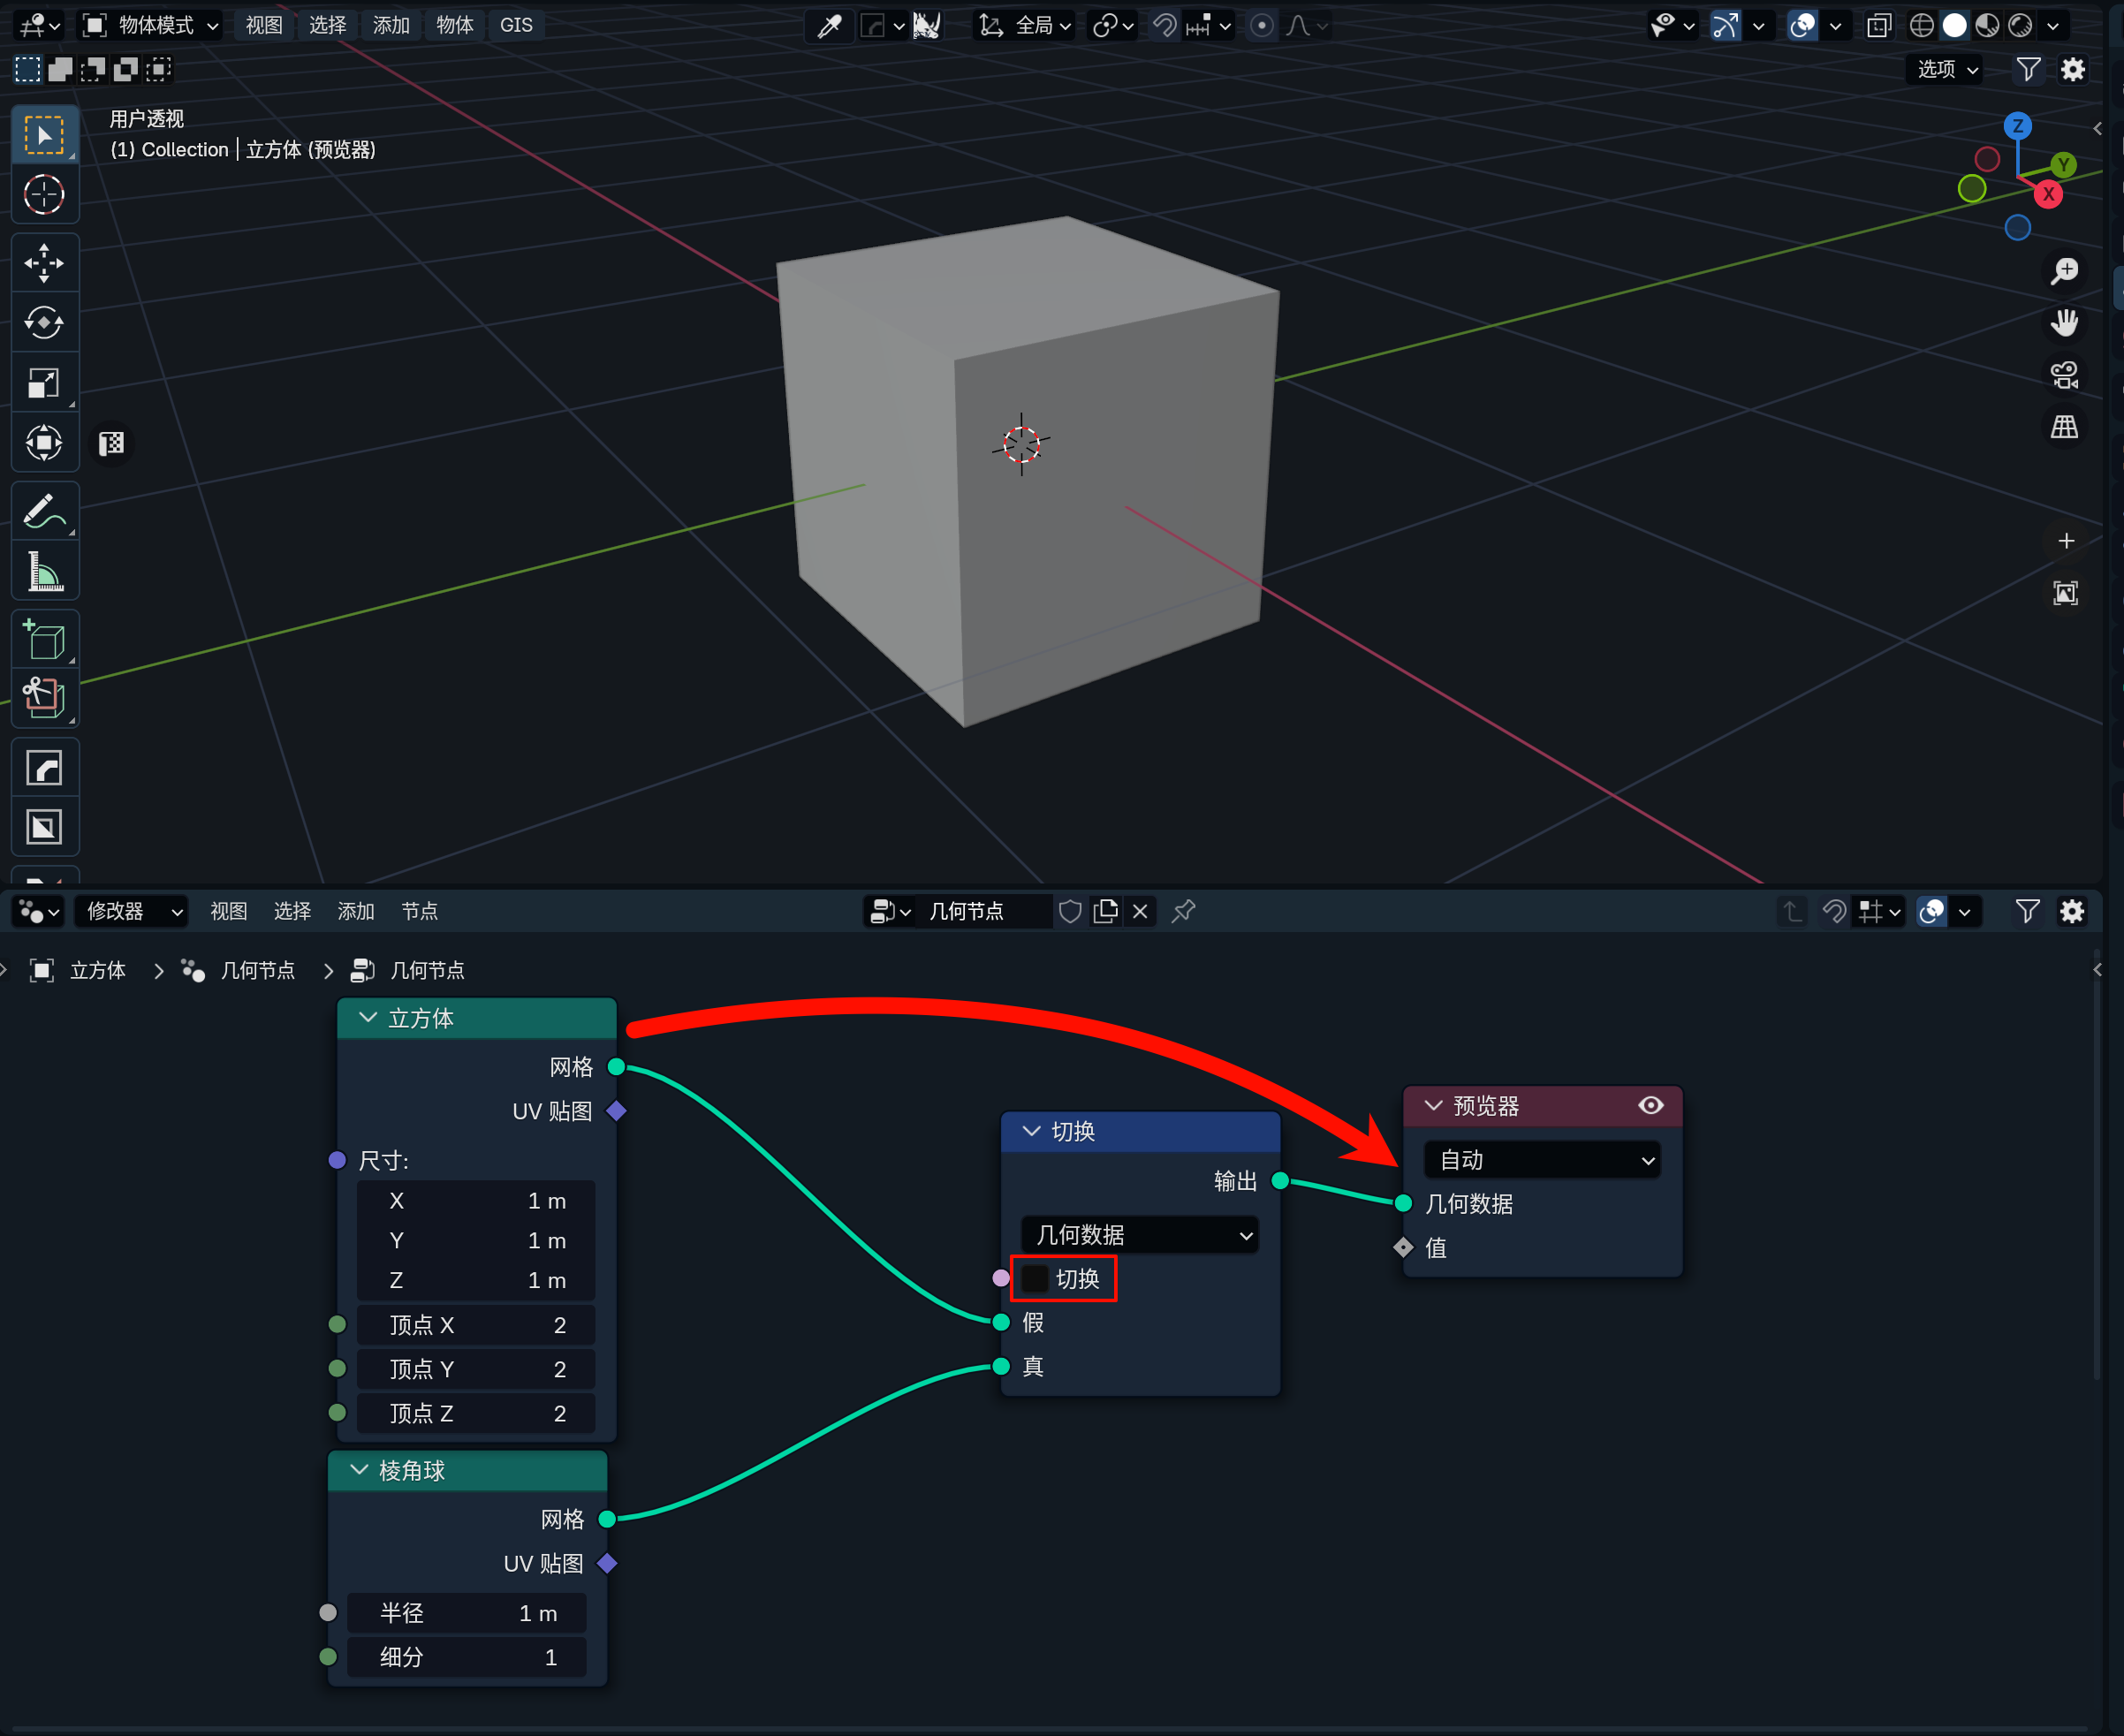 物体模式 视图 选择 添加 物体 GIS 全局
选项
用户透视
(1) Collection | 立方体 (预览器)
Z
Y
X
修改器 视图 选择 添加 节点 几何节点
立方体 > 几何节点 > 几何节点
立方体
网格
UV 贴图
尺寸:
X 1 m
Y 1 m
Z 1 m
顶点 X 2
顶点 Y 2
顶点 Z 2
棱角球
网格
UV 贴图
半径 1 m
细分 1
切换
输出
几何数据
切换
假
真
预览器
自动
几何数据
值